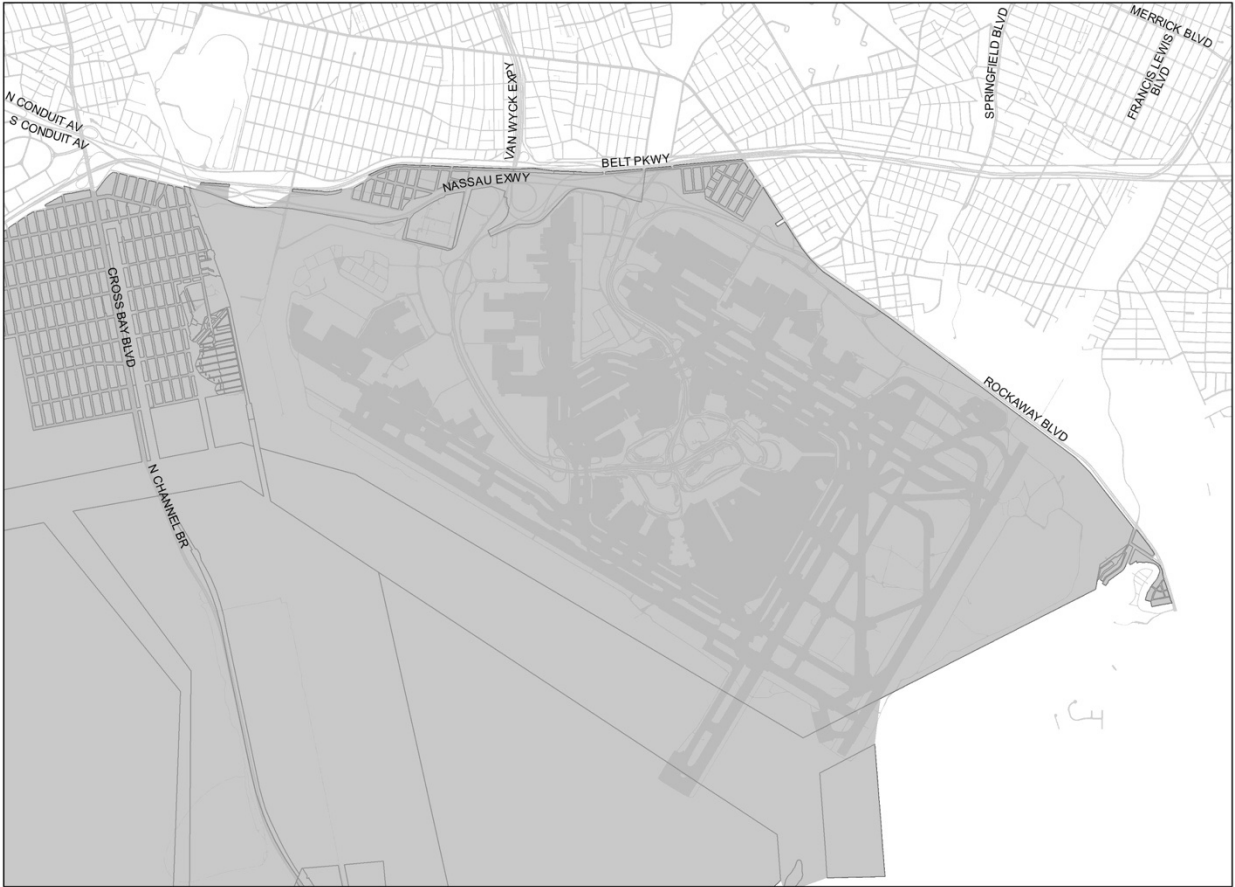 MERRICK BLVD
FRANCIS LEWIS
BLVD
SPRINGFIELD BLVD
N CONDUIT AV
S CONDUIT AV
VAN WYCK EXPY
BELT PKWY
NASSAU EXWY
CROSS BAY BLVD
ROCKAWAY BLVD
N CHANNEL BR